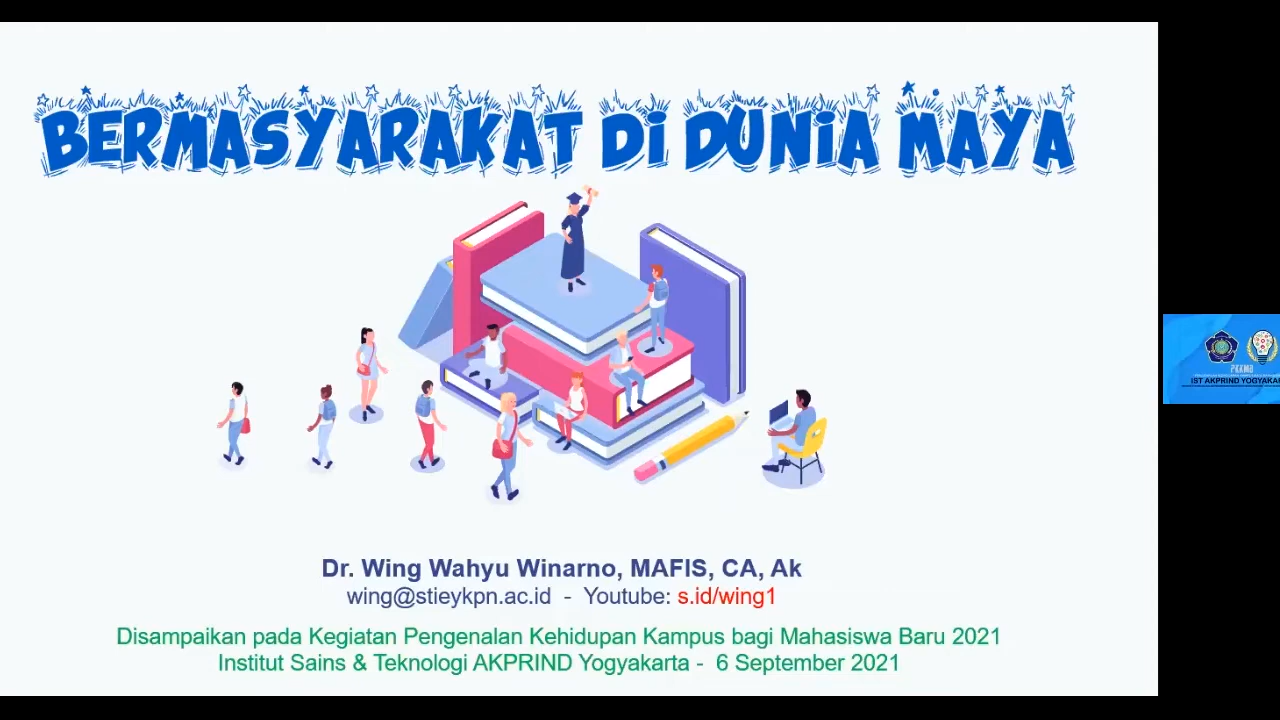 BERMASYARAKAT Di DUNiA MAYA
Dr. Wing Wahyu Winarno, MAFIS, CA, Ak
wing@stieykpn.ac.id - Youtube: s.id/wing1
Disampaikan pada Kegiatan Pengenalan Kehidupan Kampus bagi Mahasiswa Baru 2021
Institut Sains & Teknologi AKPRIND Yogyakarta - 6 September 2021
PKKMB
IST AKPRIND YOGYAKA